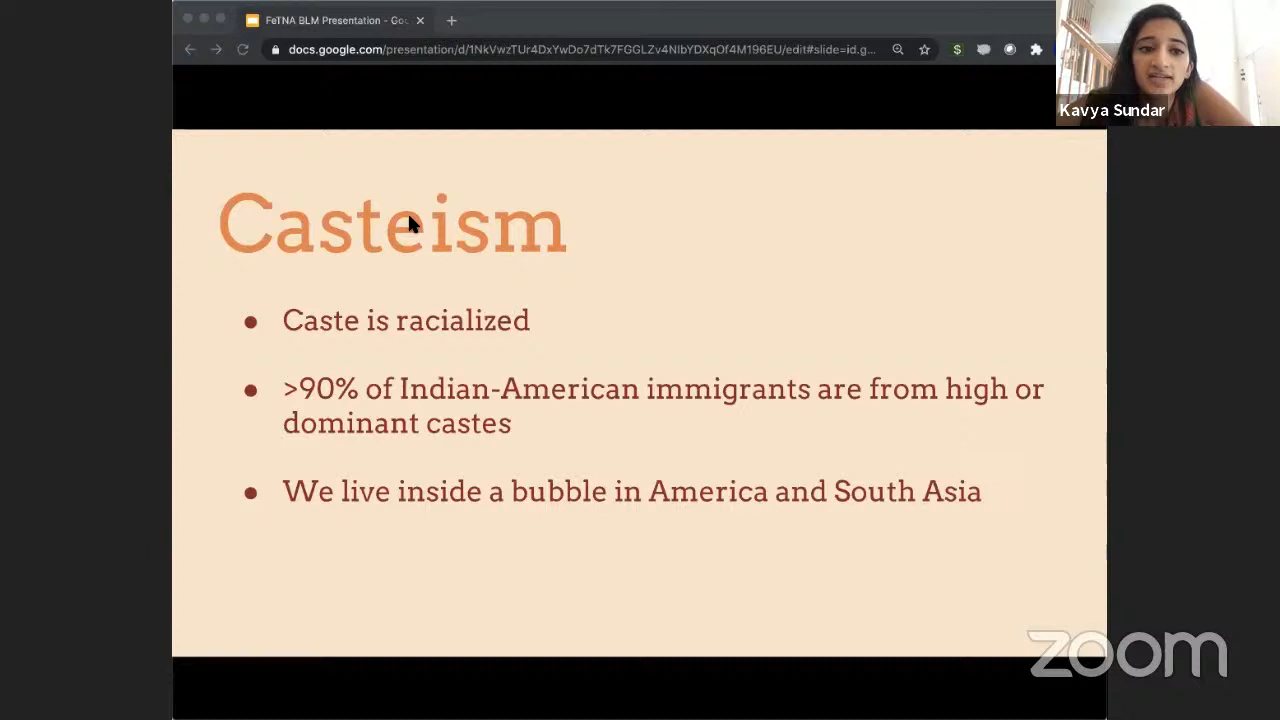 FeTNA BLM Presentation - Goo
docs.google.com/presentation/d/1NkVwzTUr4DxYwDo7dTk7FGGLZv4NIbYDXqOf4M196EU/edit#slide=id.g...
Kavya Sundar
Casteism
● Caste is racialized
● >90% of Indian-American immigrants are from high or
dominant castes
● We live inside a bubble in America and South Asia
zoom